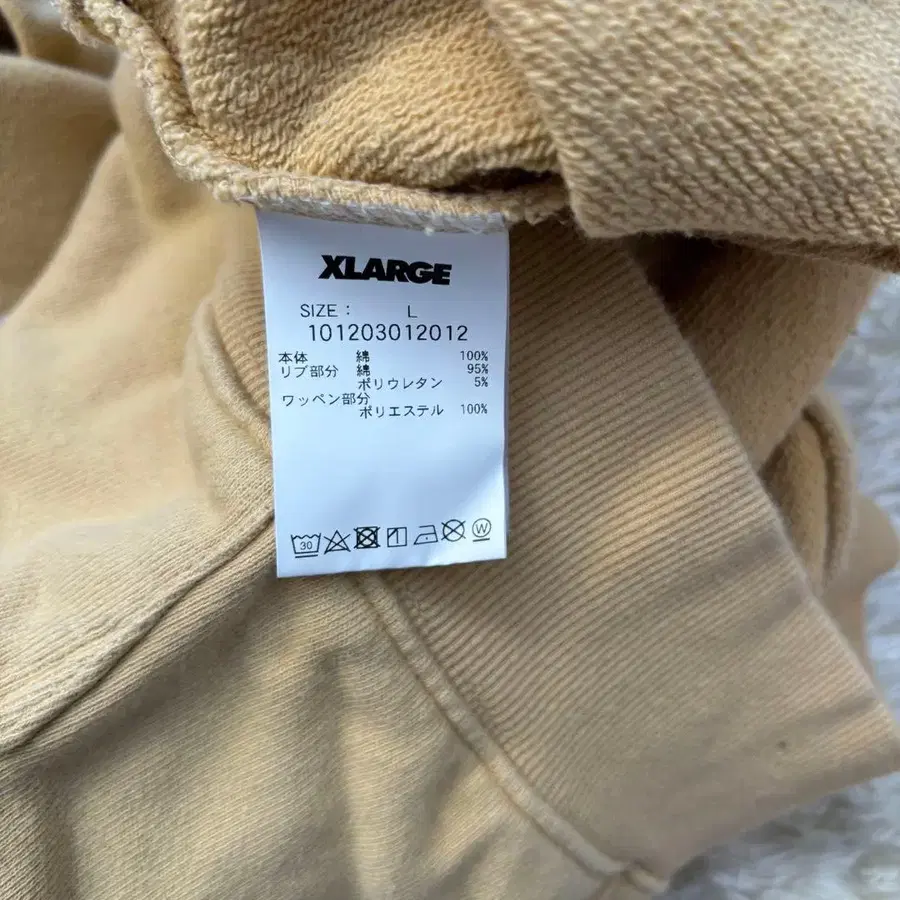 XLARGE
SIZE : L
101203012012
本体 綿 100%
リブ部分 綿 95%
ポリウレタン 5%
ワッペン部分
ポリエステル 100%
30 W